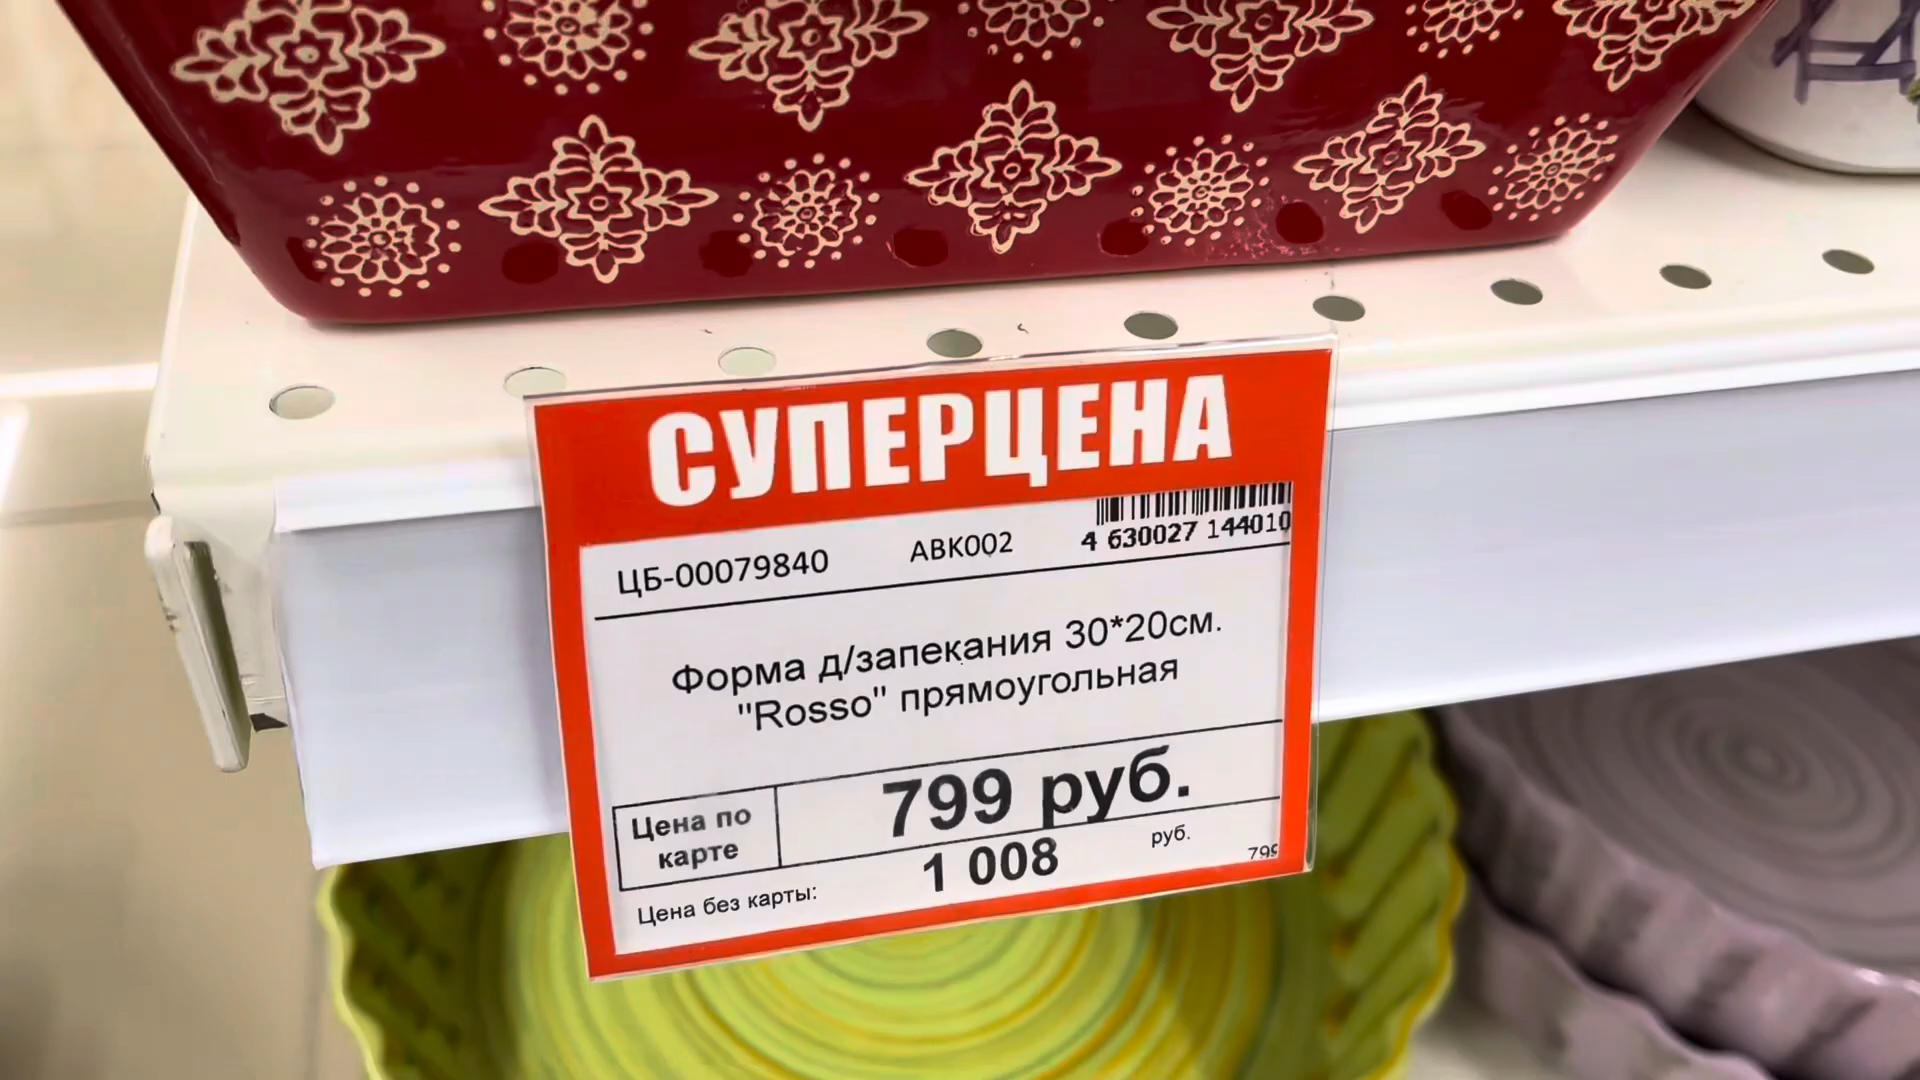 СУПЕРЦЕНА
ЦБ-00079840 АВК002 4 630027 144010
Форма д/запекания 30*20см.
"Rosso" прямоугольная
Цена по карте 799 руб.
Цена без карты: 1 008 руб. 799